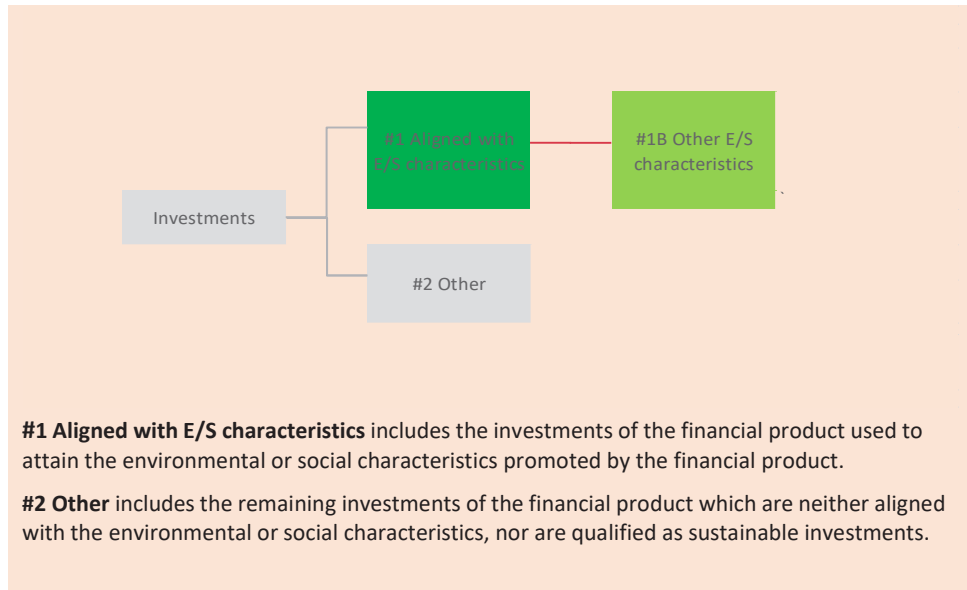 #1 Aligned with
E/S characteristics
#1B Other E/S
characteristics
Investments
#2 Other
#1 Aligned with E/S characteristics includes the investments of the financial product used to
attain the environmental or social characteristics promoted by the financial product.
#2 Other includes the remaining investments of the financial product which are neither aligned
with the environmental or social characteristics, nor are qualified as sustainable investments.